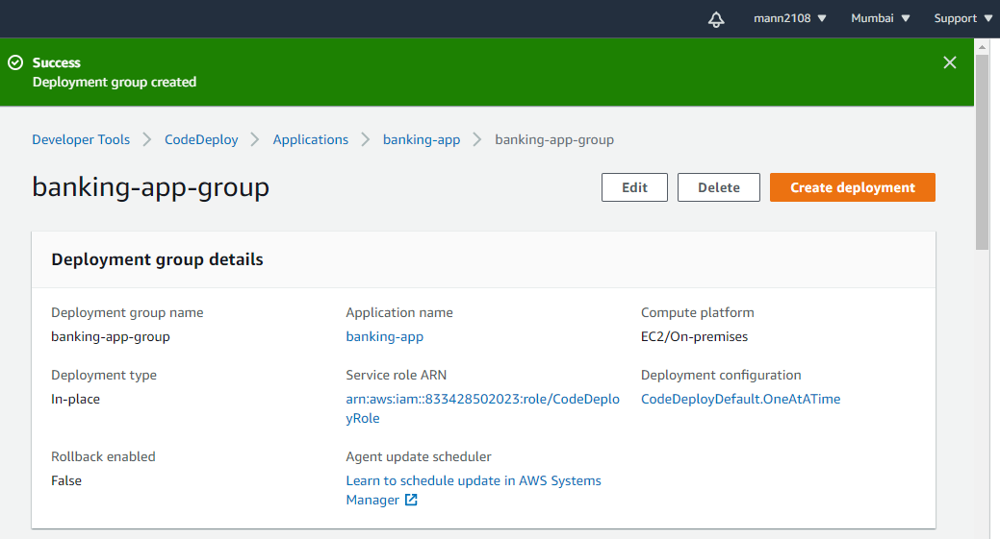 mann2108 Mumbai Support
Success
Deployment group created
Developer Tools CodeDeploy Applications banking-app banking-app-group
banking-app-group
Edit Delete Create deployment
Deployment group details
Deployment group name
banking-app-group
Application name
banking-app
Compute platform
EC2/On-premises
Deployment type
In-place
Service role ARN
arn:aws:iam::833428502023:role/CodeDeplo
yRole
Deployment configuration
CodeDeployDefault.OneAtATime
Rollback enabled
False
Agent update scheduler
Learn to schedule update in AWS Systems
Manager